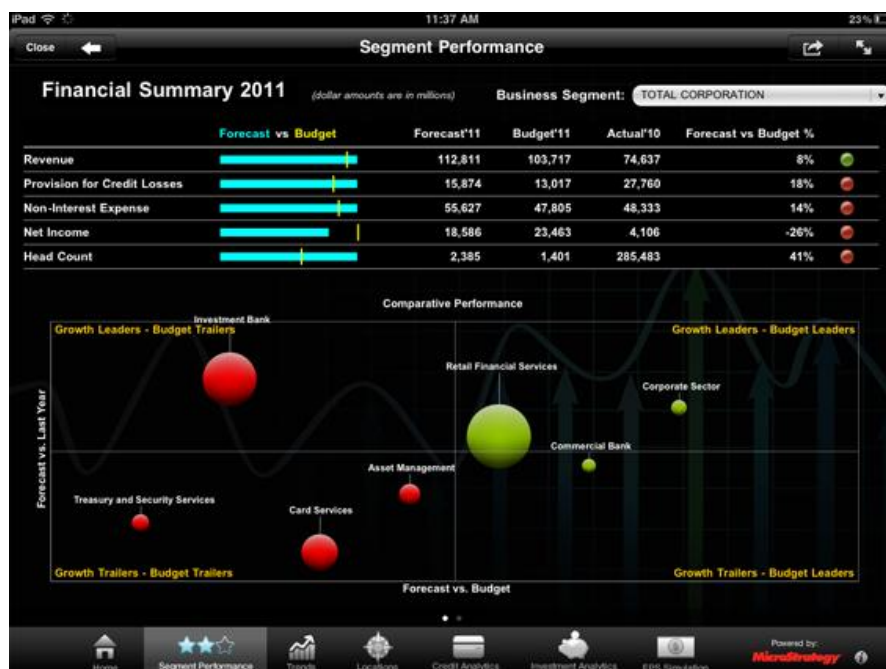 iPad 11:37 AM 23%
Close Segment Performance
Financial Summary 2011 (dollar amounts are in millions) Business Segment: TOTAL CORPORATION
Forecast vs Budget Forecast'11 Budget'11 Actual'10 Forecast vs Budget %
Revenue 112,811 103,717 74,637 8%
Provision for Credit Losses 15,874 13,017 27,760 18%
Non-Interest Expense 55,627 47,805 48,333 14%
Net Income 18,586 23,463 4,106 -26%
Head Count 2,385 1,401 285,483 41%
Comparative Performance
Investment Bank
Growth Leaders - Budget Trailers Growth Leaders - Budget Leaders
Retail Financial Services
Corporate Sector
Commercial Bank
Asset Management
Treasury and Security Services
Card Services
Forecast vs. Last Year
Growth Trailers - Budget Trailers Growth Trailers - Budget Leaders
Forecast vs. Budget
Powered by:
MicroStrategy
Home Segment Performance Trends Locations Credit Analytics Investment Analytics EPS Simulation